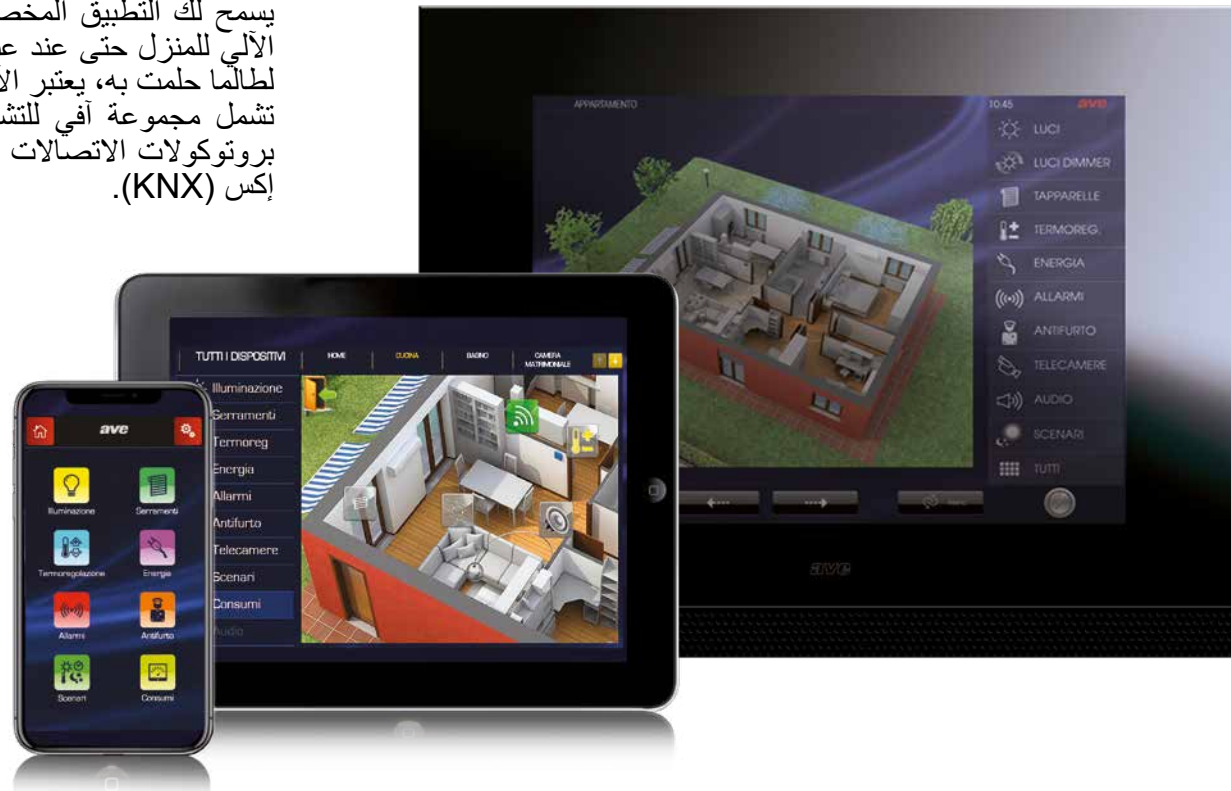 يسمح لك التطبيق المخص
الآلي للمنزل حتى عند
لطالما حلمت به، يعتبر
تشمل مجموعة آفي للتش
بروتوكولات الاتصالات
إكس (KNX).
APPARTAMENTO
10:45
ave
LUCI
LUCI DIMMER
TAPPARELLE
TERMOREG.
ENERGIA
ALLARMI
ANTIFURTO
TELECAMERE
AUDIO
SCENARI
TUTTI
ave
TUTTI I DISPOSITIVI
HOME
CUCINA
BAGNO
CAMERA
MATRIMONIALE
Illuminazione
Serramenti
Termoreg
Energia
Allarmi
Antifurto
Telecamere
Scenari
Consumi
Audio
ave
Illuminazione
Serramenti
Termoregolazione
Energia
Allarmi
Antifurto
Scenari
Consumi